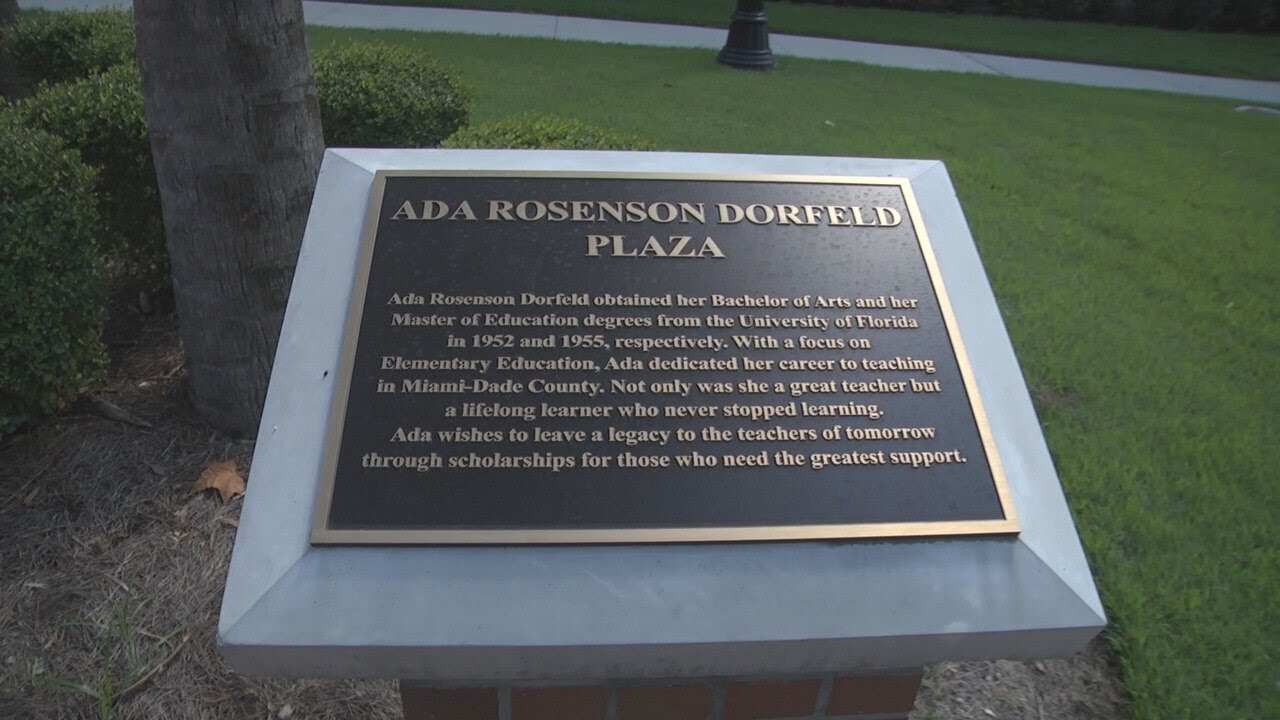 ADA ROSENSON DORFELD
PLAZA
Ada Rosenson Dorfeld obtained her Bachelor of Arts and her
Master of Education degrees from the University of Florida
in 1952 and 1955, respectively. With a focus on
Elementary Education, Ada dedicated her career to teaching
in Miami-Dade County. Not only was she a great teacher but
a lifelong learner who never stopped learning.
Ada wishes to leave a legacy to the teachers of tomorrow
through scholarships for those who need the greatest support.